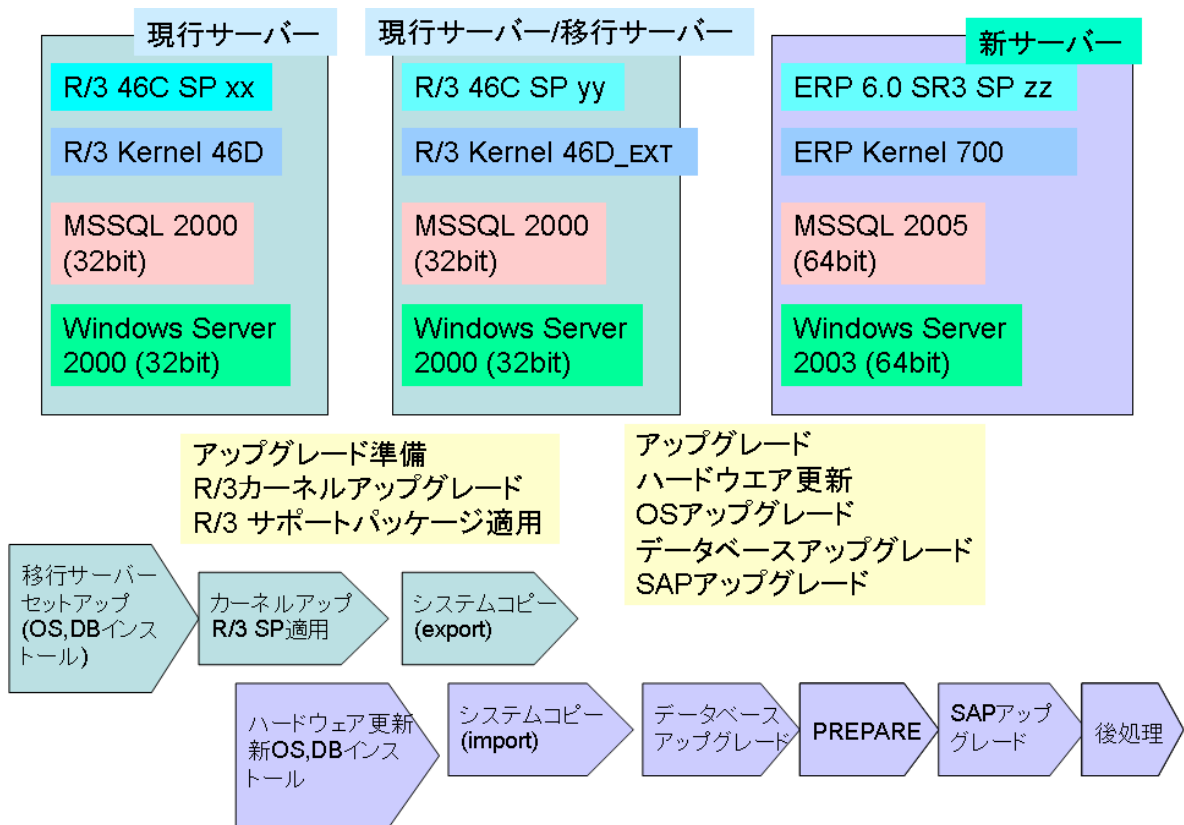 現行サーバー
R/3 46C SP xx
R/3 Kernel 46D
MSSQL 2000
(32bit)
Windows Server
2000 (32bit)
現行サーバー/移行サーバー
R/3 46C SP yy
R/3 Kernel 46D_EXT
MSSQL 2000
(32bit)
Windows Server
2000 (32bit)
新サーバー
ERP 6.0 SR3 SP zz
ERP Kernel 700
MSSQL 2005
(64bit)
Windows Server
2003 (64bit)
アップグレード準備
R/3カーネルアップグレード
R/3 サポートパッケージ適用
アップグレード
ハードウエア更新
OSアップグレード
データベースアップグレード
SAPアップグレード
移行サーバー
セットアップ
(OS,DBインス
トール)
カーネルアップ
R/3 SP適用
システムコピー
(export)
ハードウェア更新
新OS,DBインス
トール
システムコピー
(import)
データベース
アップグレード
PREPARE
SAPアップ
グレード
後処理